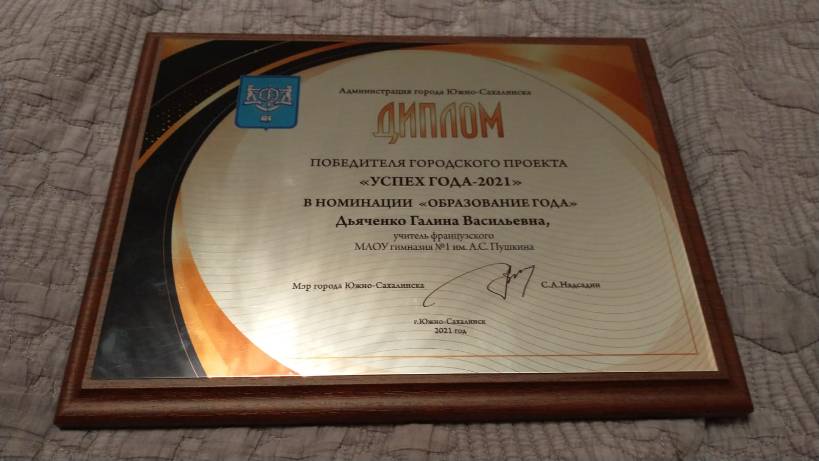 Администрация города Южно-Сахалинска
ДИПЛОМ
ПОБЕДИТЕЛЯ ГОРОДСКОГО ПРОЕКТА
«УСПЕХ ГОДА-2021»
В НОМИНАЦИИ «ОБРАЗОВАНИЕ ГОДА»
Дьяченко Галина Васильевна,
учитель французского
МАОУ гимназия №1 им. А.С. Пушкина
Мэр города Южно-Сахалинска С.А.Надсадин
г.Южно-Сахалинск
2021 год